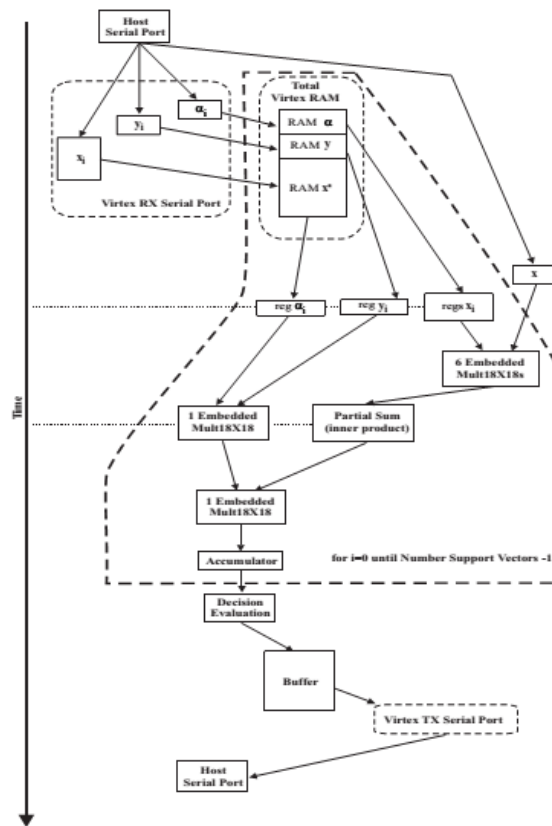 Host
Serial Port
Total
Virtex RAM
αi
yi
xi
RAM α
RAM y
RAM x*
Virtex RX Serial Port
x
reg αi
reg yi
regs xi
6 Embedded
Mult18X18s
Time
1 Embedded
Mult18X18
Partial Sum
(inner product)
1 Embedded
Mult18X18
Accumulator
for i=0 until Number Support Vectors -1
Decision
Evaluation
Buffer
Virtex TX Serial Port
Host
Serial Port